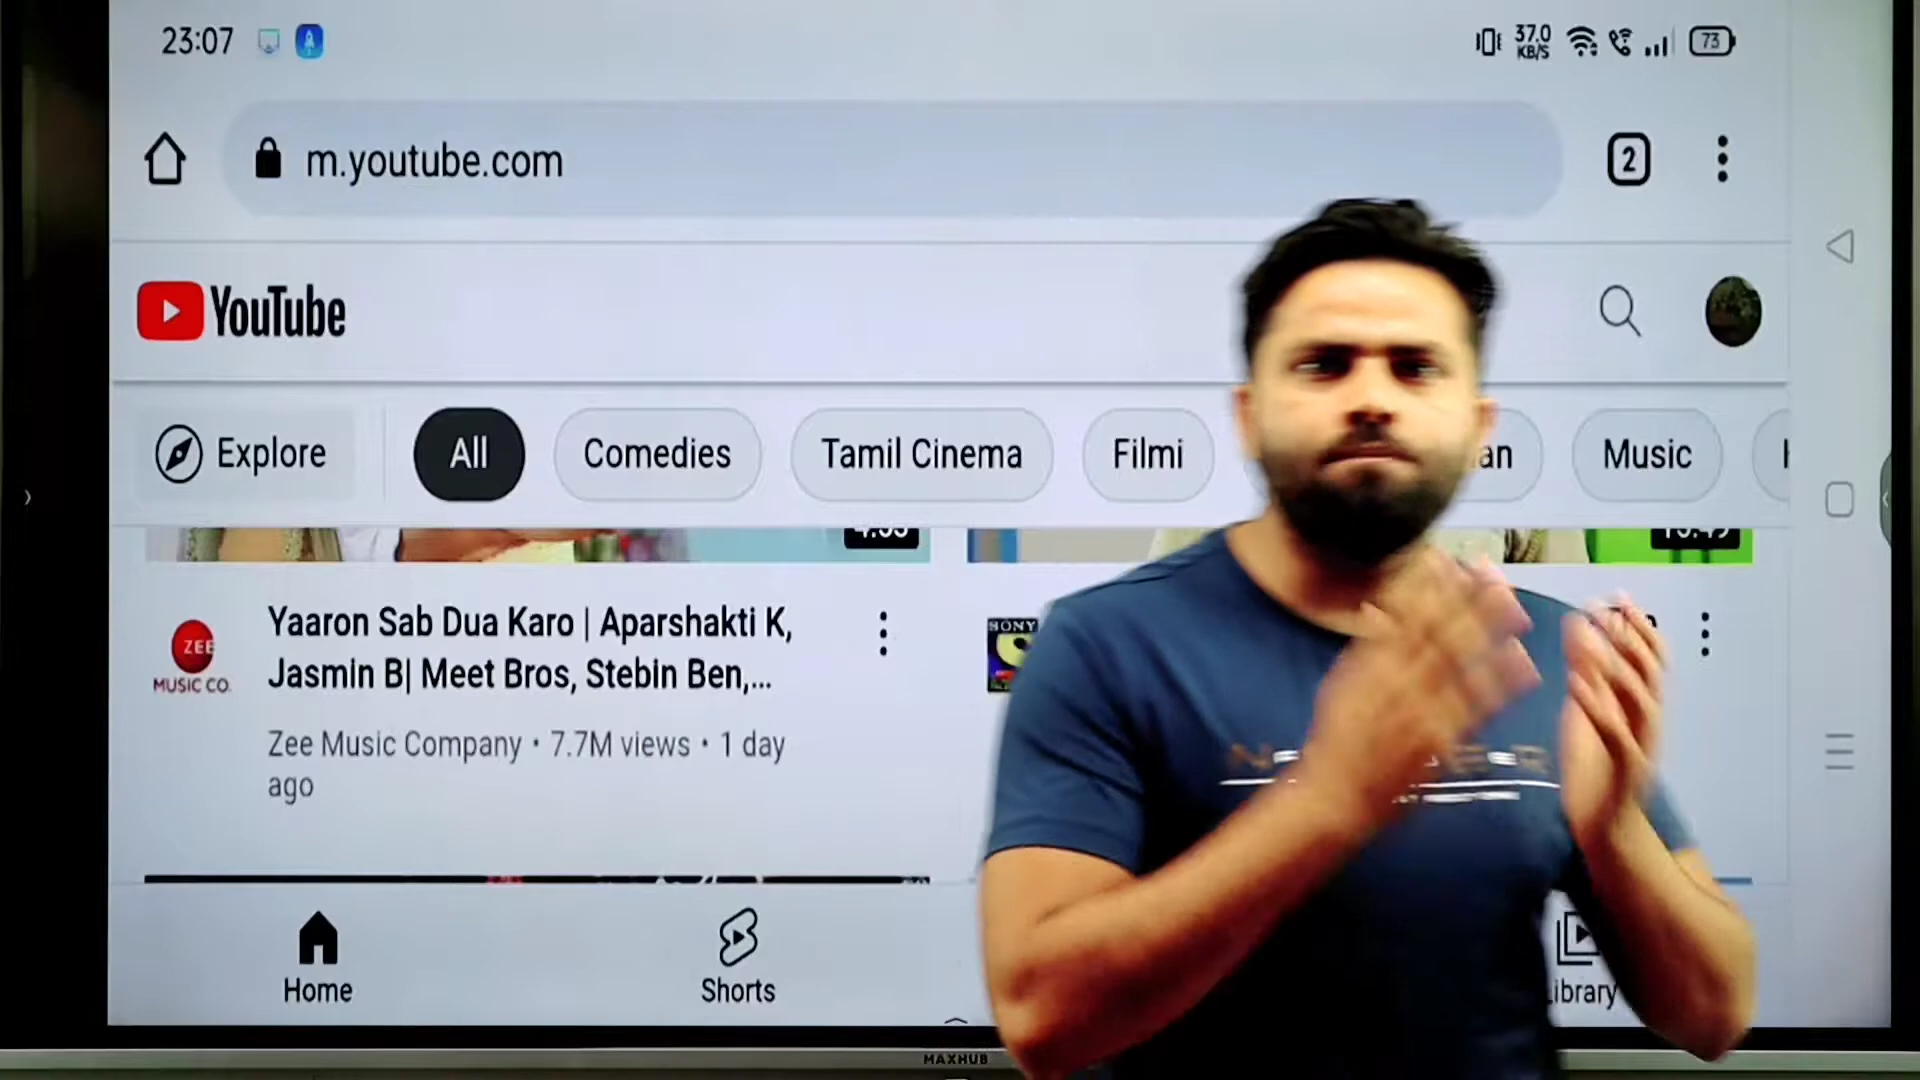 23:07
37.0
KB/S
73
m.youtube.com
2
YouTube
Explore
All
Comedies
Tamil Cinema
Filmi
Music
ZEE
MUSIC CO.
Yaaron Sab Dua Karo | Aparshakti K,
Jasmin B| Meet Bros, Stebin Ben,...
Zee Music Company • 7.7M views • 1 day
ago
SONY
Home
Shorts
Library
MAXHUB